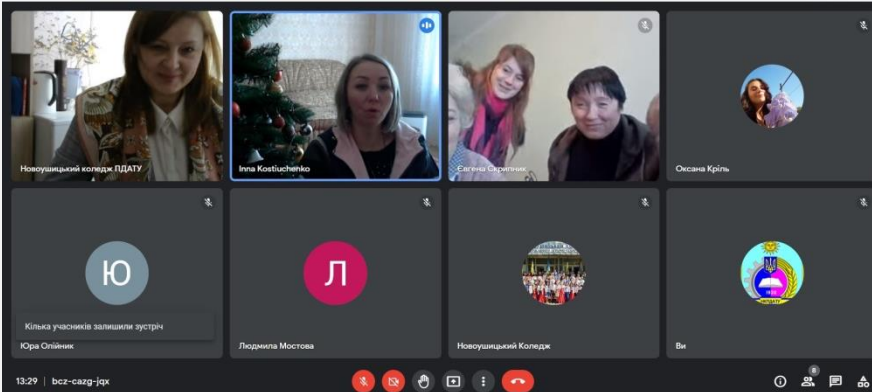 Новоушицький коледж ПДАТУ
Inna Kostiuchenko
Євгена Скрипник
Оксана Кріль
Ю
Л
Кілька учасників залишили зустріч
Юра Олійник
Людмила Мостова
Новоушицький Коледж
Ви
13:29 | bcz-cazg-jqx
8